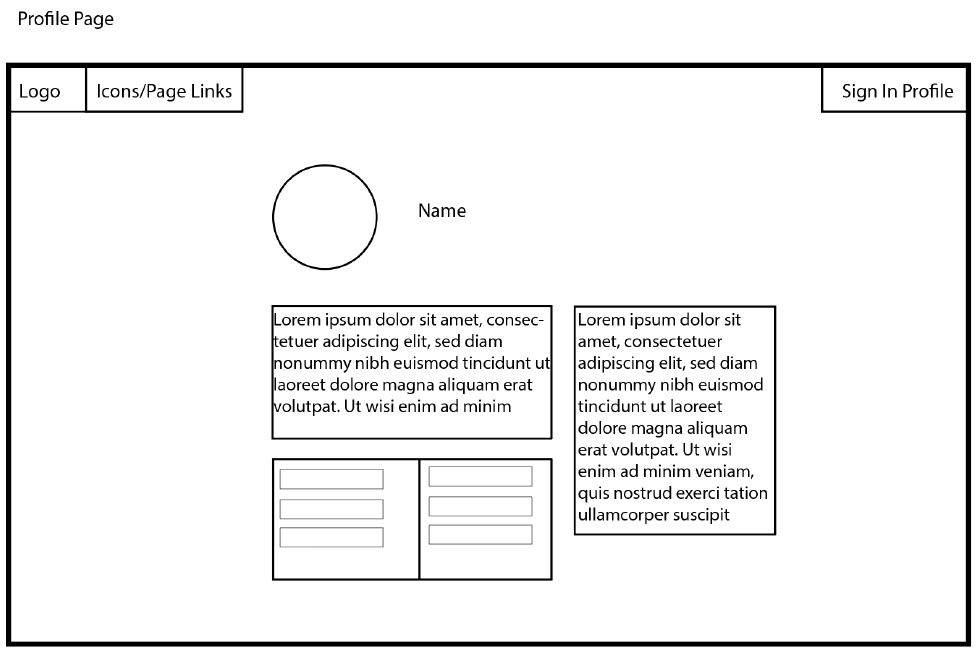 Profile Page
Logo
Icons/Page Links
Sign In Profile
Name
Lorem ipsum dolor sit amet, consec-
tetuer adipiscing elit, sed diam
nonummy nibh euismod tincidunt ut
laoreet dolore magna aliquam erat
volutpat. Ut wisi enim ad minim
Lorem ipsum dolor sit
amet, consectetuer
adipiscing elit, sed diam
nonummy nibh euismod
tincidunt ut laoreet
dolore magna aliquam
erat volutpat. Ut wisi
enim ad minim veniam,
quis nostrud exerci tation
ullamcorper suscipit